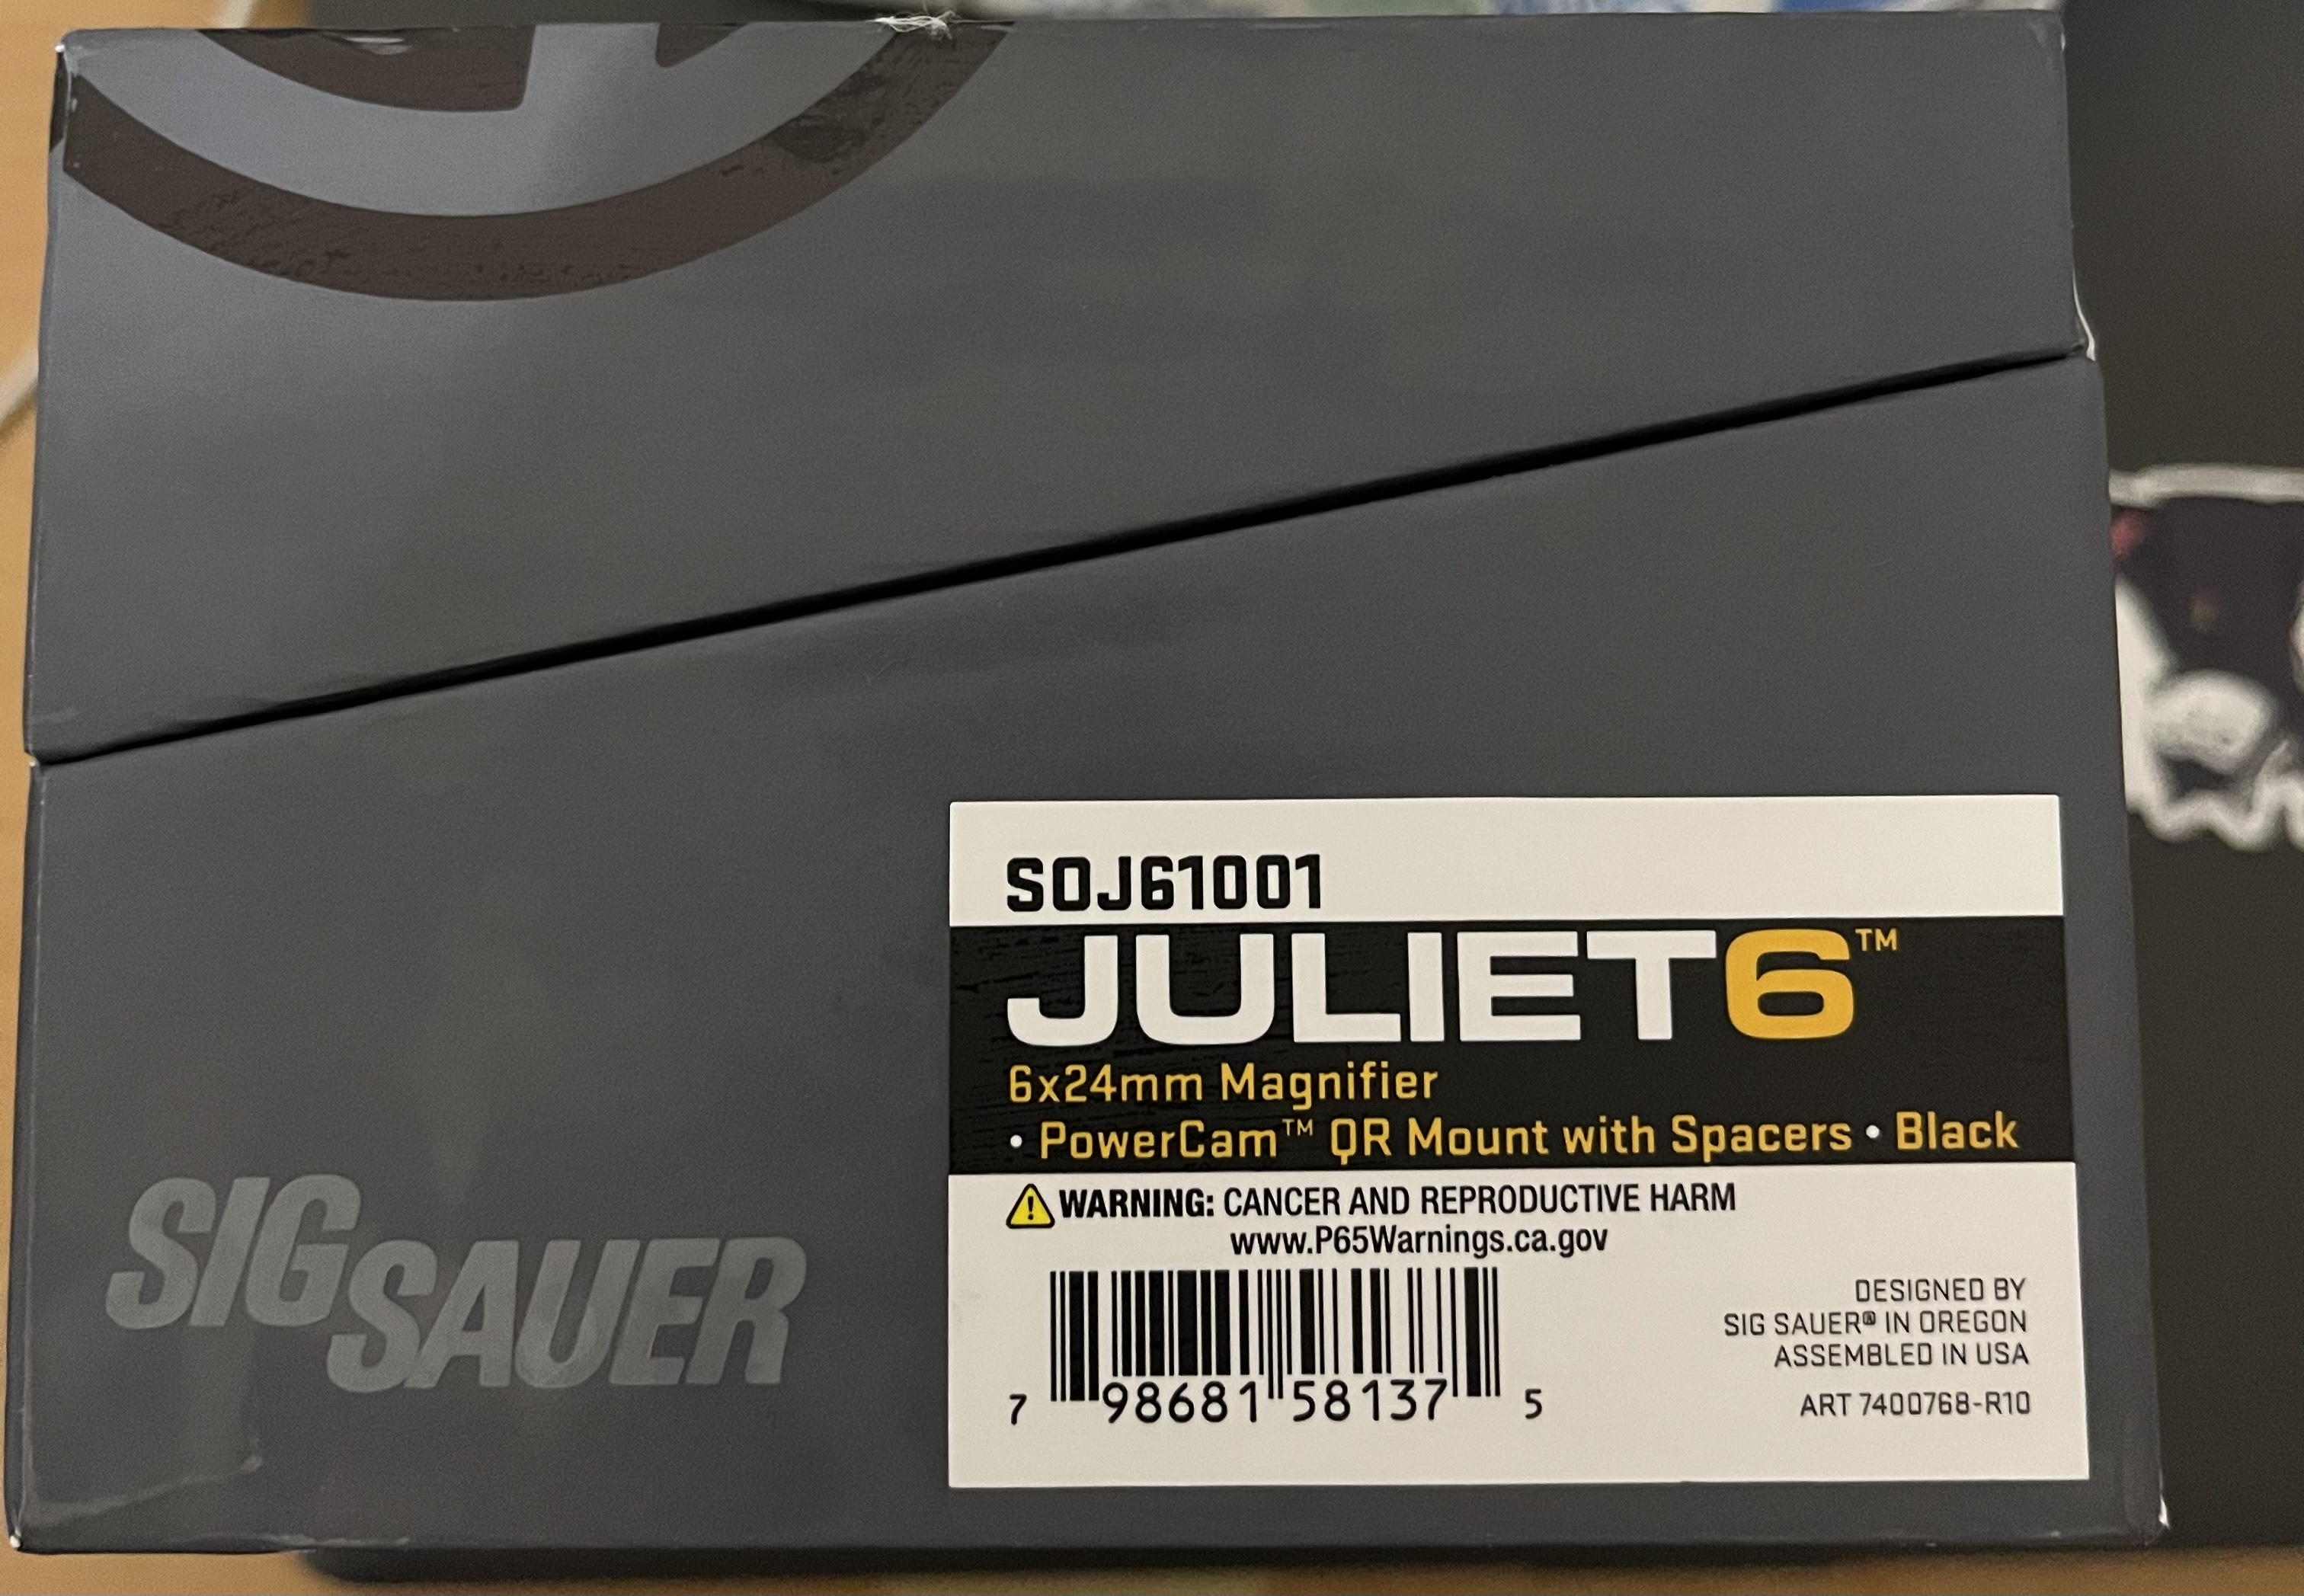 SOJ61001
JULIET6™
6x24mm Magnifier
• PowerCam™ QR Mount with Spacers • Black
WARNING: CANCER AND REPRODUCTIVE HARM
www.P65Warnings.ca.gov
7 98681 58137 5
DESIGNED BY
SIG SAUER® IN OREGON
ASSEMBLED IN USA
ART 7400768-R10
SIG SAUER